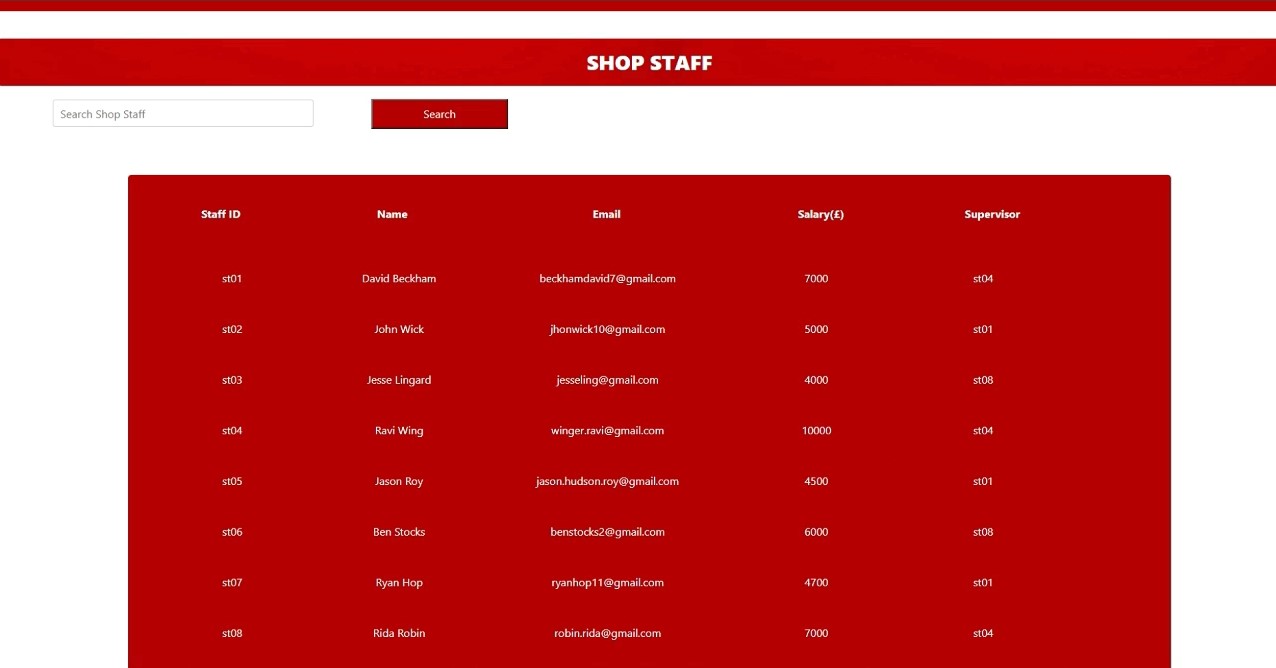 SHOP STAFF
Search Shop Staff Search
Staff ID Name Email Salary(£) Supervisor
st01 David Beckham beckhamdavid7@gmail.com 7000 st04
st02 John Wick jhonwick10@gmail.com 5000 st01
st03 Jesse Lingard jesseling@gmail.com 4000 st08
st04 Ravi Wing winger.ravi@gmail.com 10000 st04
st05 Jason Roy jason.hudson.roy@gmail.com 4500 st01
st06 Ben Stocks benstocks2@gmail.com 6000 st08
st07 Ryan Hop ryanhop11@gmail.com 4700 st01
st08 Rida Robin robin.rida@gmail.com 7000 st04